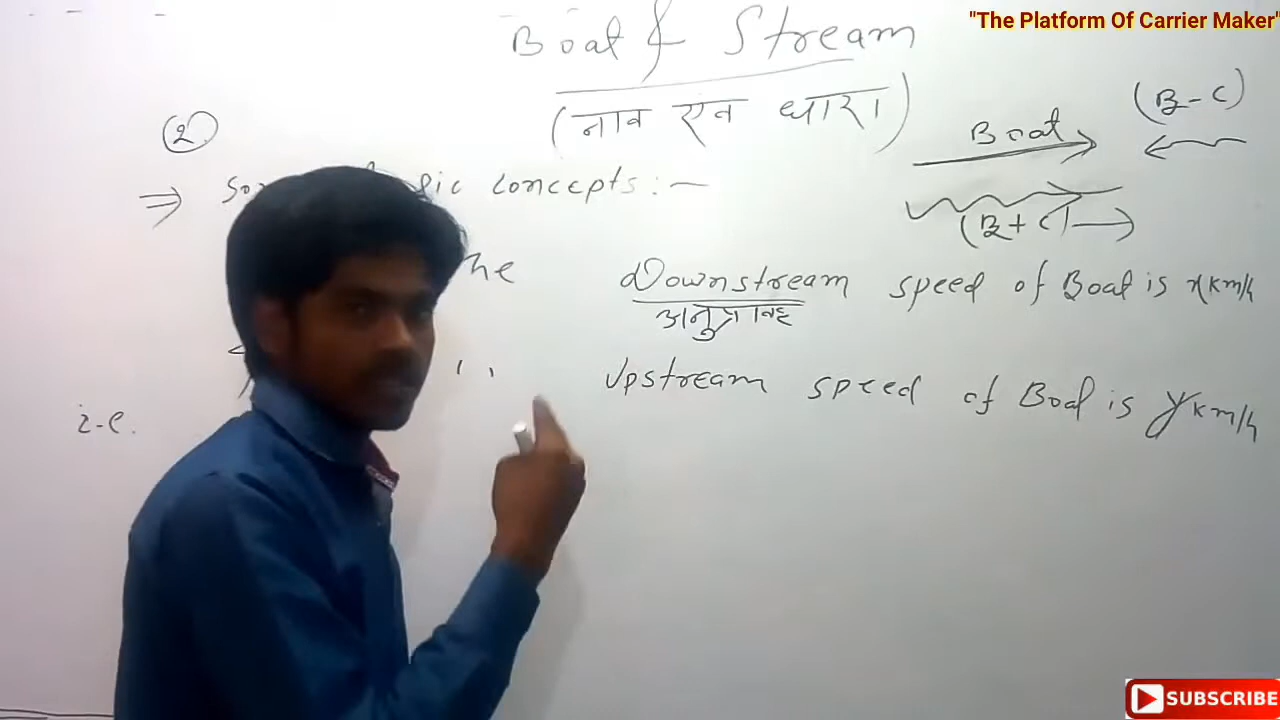 "The Platform Of Carrier Maker"
Boat & Stream
(नाव एव धारा)
Boat
(B-C)
(B+C)
(2)
⇒ concepts :-
Downstream speed of Boat is x km/h
अनुप्रावह
,, Upstream speed of Boat is y km/h
i.e.
SUBSCRIBE